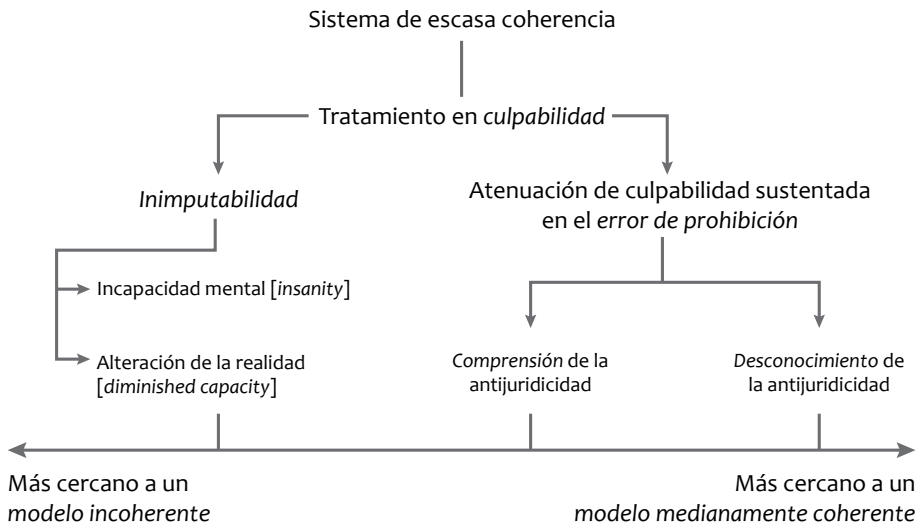 Sistema de escasa coherencia
Tratamiento en culpabilidad
Inimputabilidad
Atenuación de culpabilidad sustentada
en el error de prohibición
Incapacidad mental [insanity]
Alteración de la realidad
[diminished capacity]
Comprensión de la
antijuridicidad
Desconocimiento de
la antijuridicidad
Más cercano a un
modelo incoherente
Más cercano a un
modelo medianamente coherente